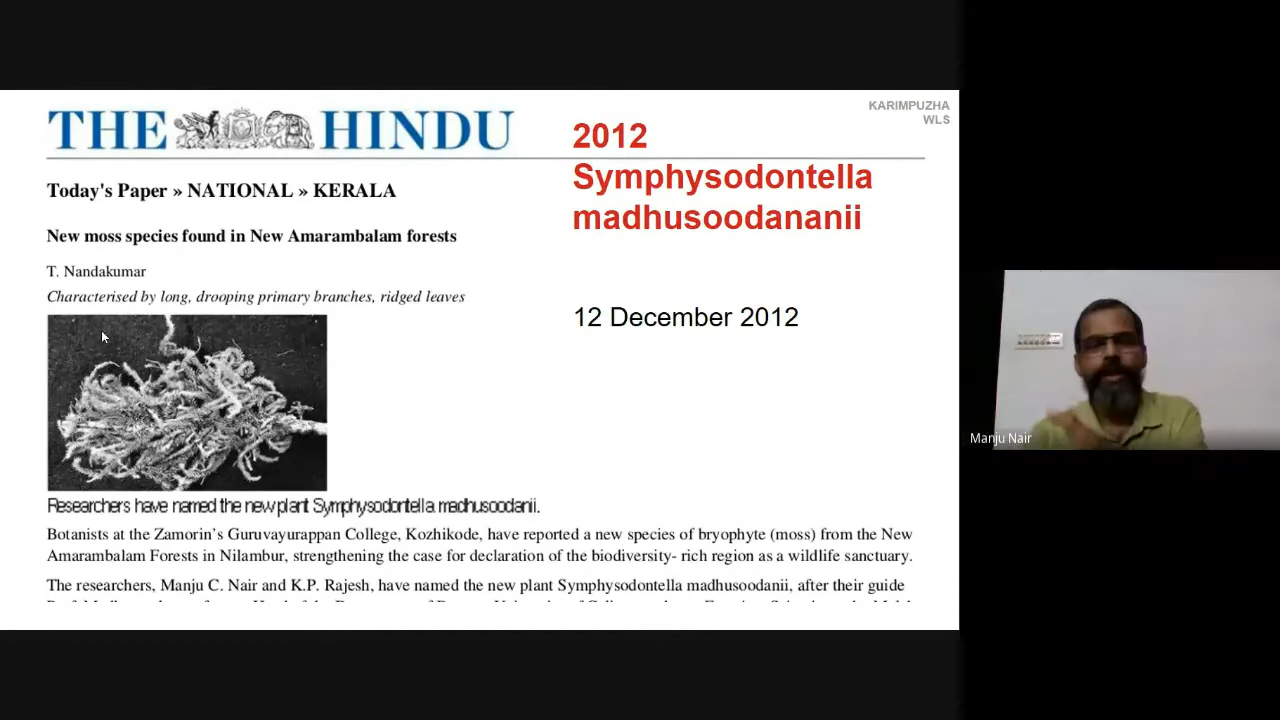 THE HINDU
Today's Paper » NATIONAL » KERALA
New moss species found in New Amarambalam forests
T. Nandakumar
Characterised by long, drooping primary branches, ridged leaves
Researchers have named the new plant Symphysodontella madhusoodanii.
Botanists at the Zamorin's Guruvayurappan College, Kozhikode, have reported a new species of bryophyte (moss) from the New
Amarambalam Forests in Nilambur, strengthening the case for declaration of the biodiversity- rich region as a wildlife sanctuary.
The researchers, Manju C. Nair and K.P. Rajesh, have named the new plant Symphysodontella madhusoodanii, after their guide
2012
Symphysodontella
madhusoodananii
12 December 2012
KARIMPUZHA
WLS
Manju Nair